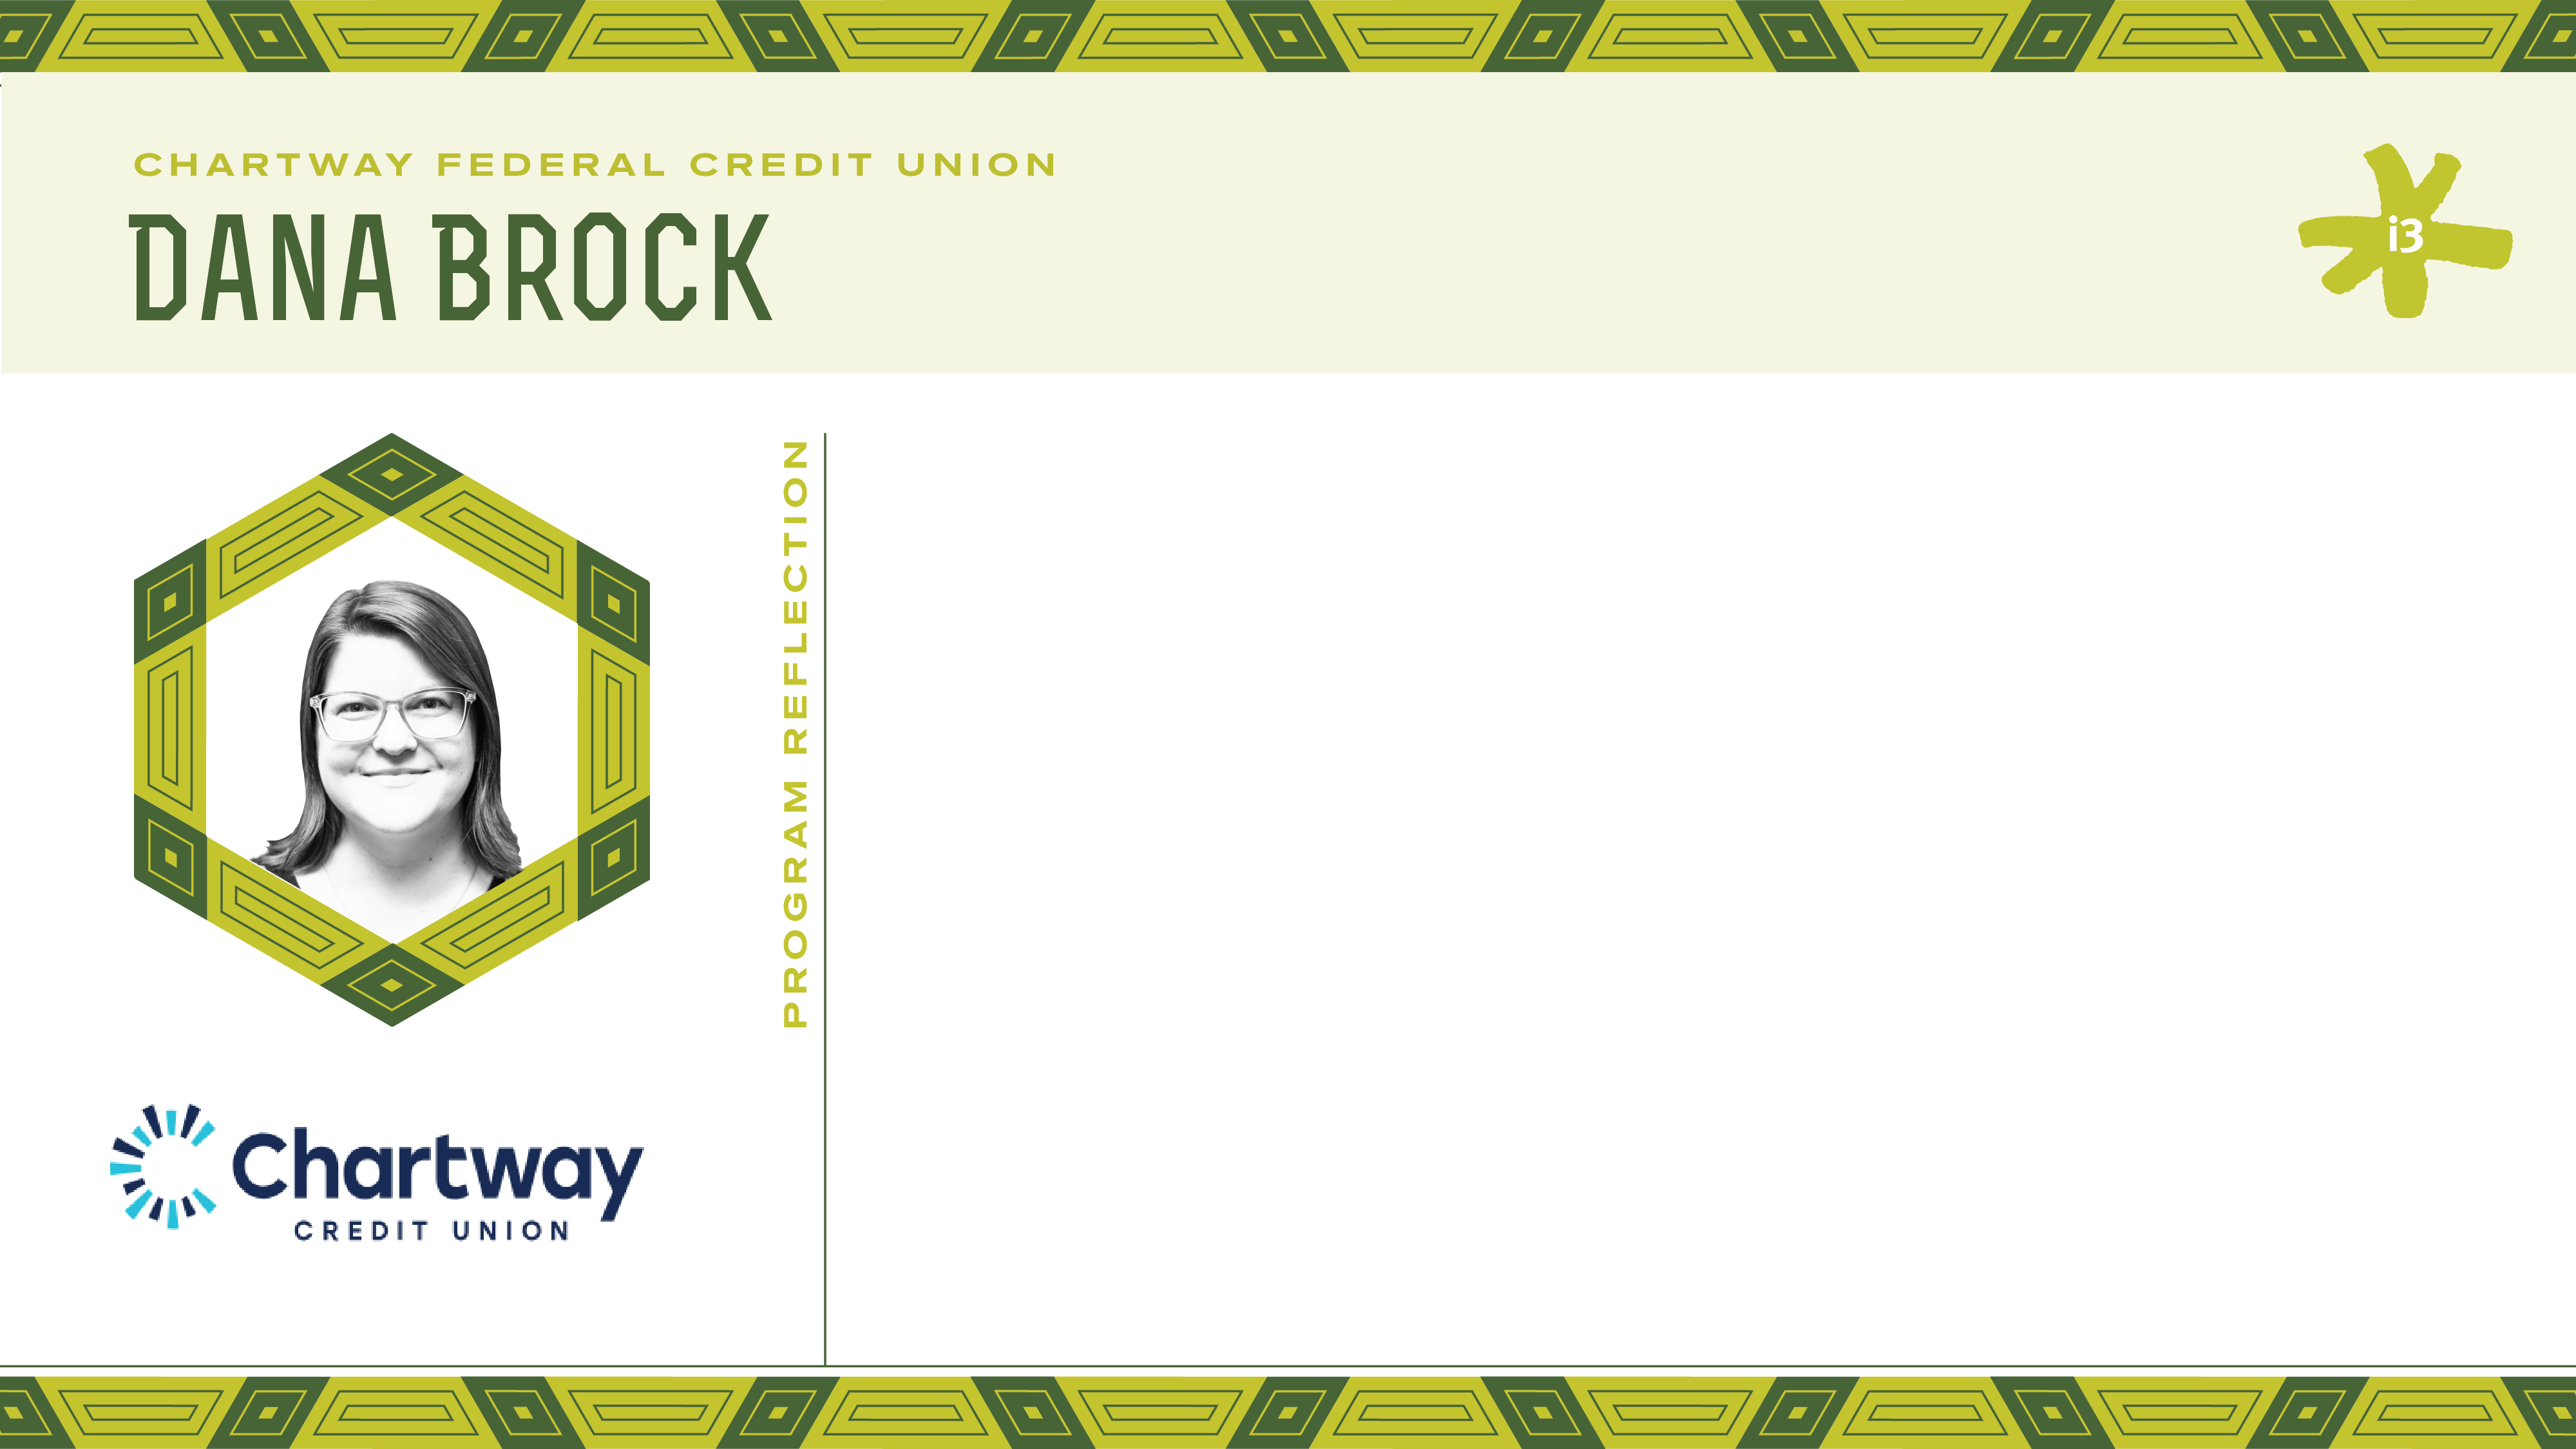 CHARTWAY FEDERAL CREDIT UNION
DANA BROCK
i3
PROGRAM REFLECTION
Chartway
CREDIT UNION